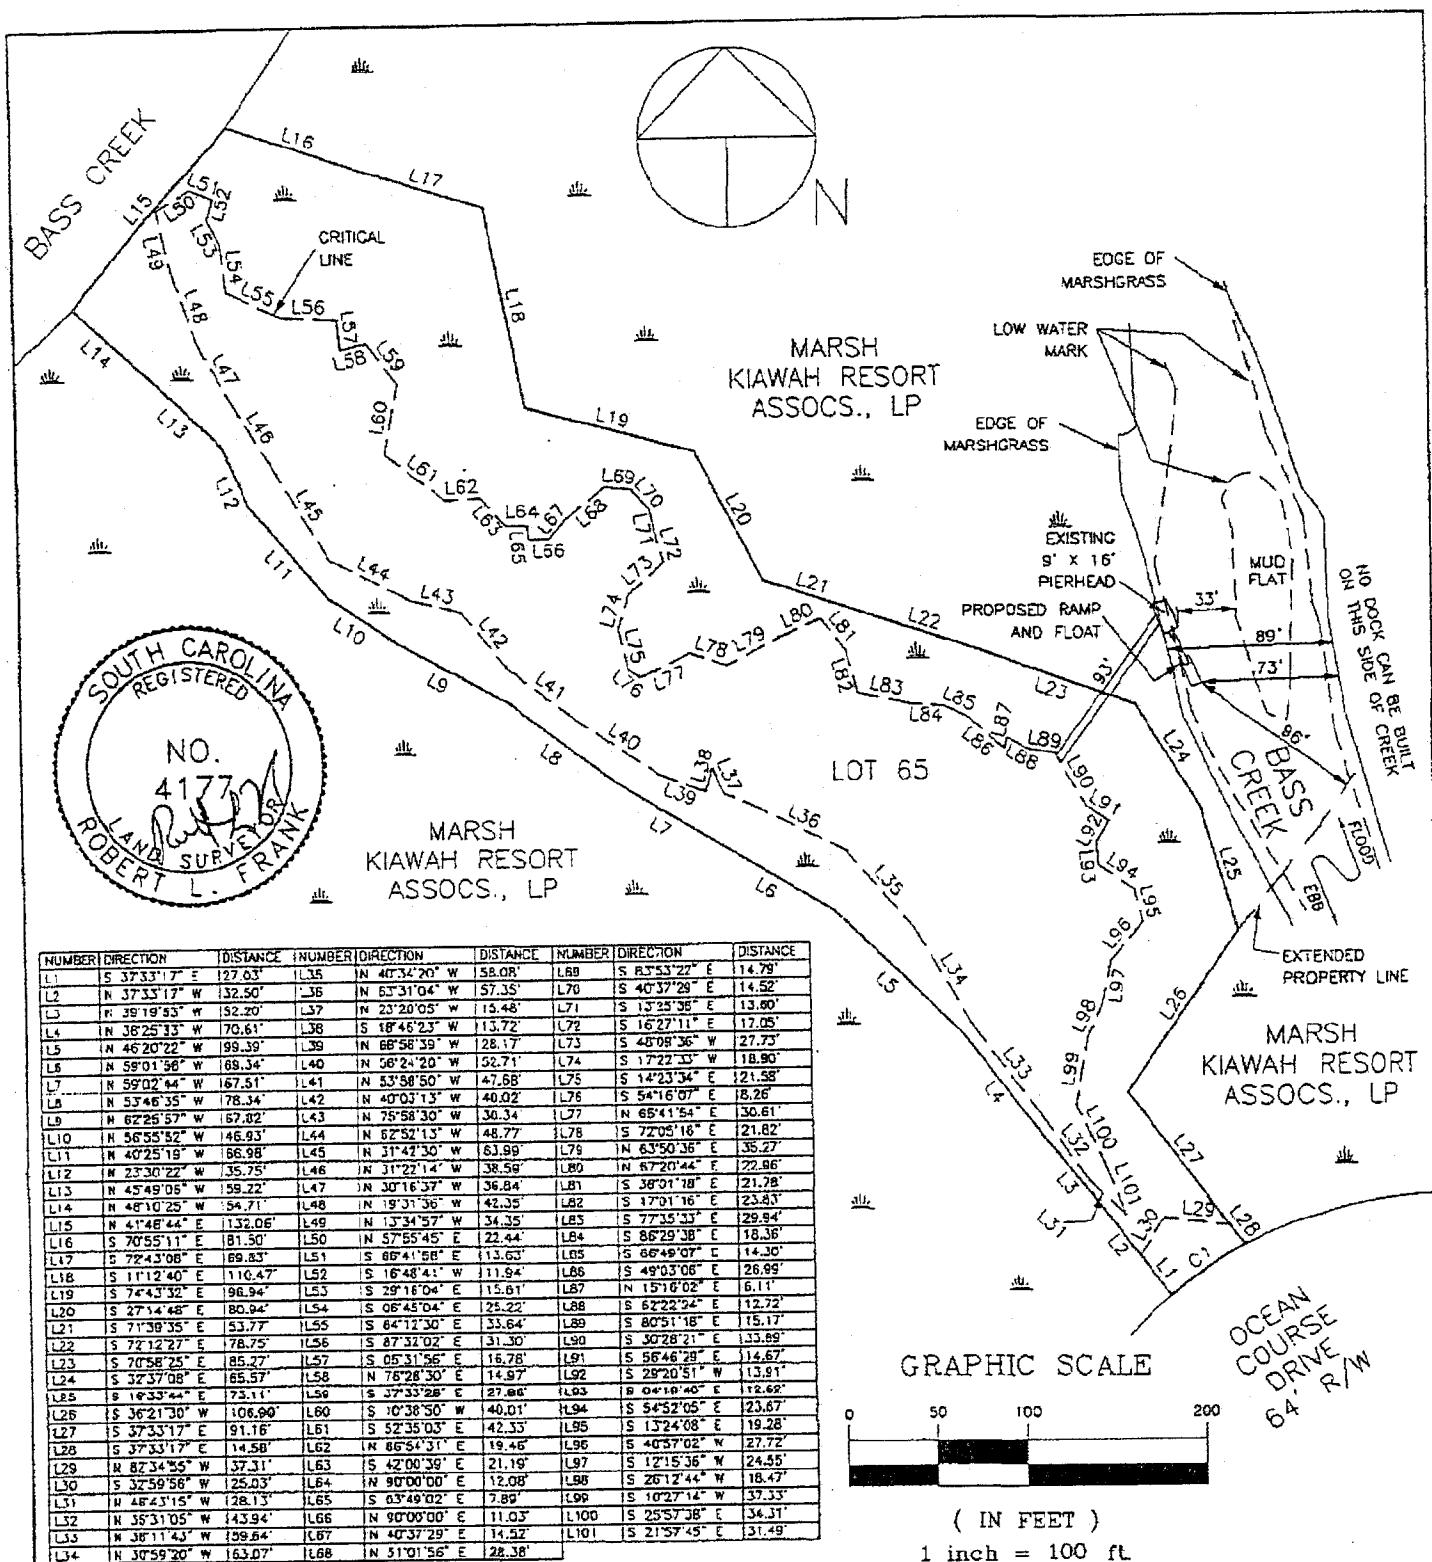 BASS CREEK
L16
L17
L15
L50
L51
L52
L49
L53
L54
CRITICAL
LINE
N
L55
L56
L48
L18
L57
L58
L59
L14
L47
L60
L13
L46
L19
L61
L62
L63
L64
L65
L66
L67
L68
L69
L70
L71
L72
L73
L74
L75
L76
L77
L78
L79
L80
L81
L82
L83
L84
L85
L86
L87
L88
L89
L12
L45
L20
L11
L44
L43
L21
L22
L10
L42
L9
L41
L23
L8
L40
L39
L38
L37
L24
L7
L36
L6
L35
L25
L5
L34
L26
L33
L4
L32
L3
L31
L2
L1
L30
L29
L28
L27
C1
L90
L91
L92
L93
L94
L95
L96
L97
L98
L99
L100
L101
EDGE OF
MARSHGRASS
LOW WATER
MARK
MARSH
KIAWAH RESORT
ASSOCS., LP
EDGE OF
MARSHGRASS
EXISTING
9' X 16'
PIERHEAD
MUD
FLAT
PROPOSED RAMP
AND FLOAT
33'
89'
73'
93'
86'
NO DOCK CAN BE BUILT
ON THIS SIDE OF CREEK
BASS
CREEK
FLOOD
EBB
LOT 65
EXTENDED
PROPERTY LINE
MARSH
KIAWAH RESORT
ASSOCS., LP
SOUTH CAROLINA
REGISTERED
NO.
4177
LAND SURVEYOR
ROBERT L. FRANK
MARSH
KIAWAH RESORT
ASSOCS., LP
OCEAN
COURSE
DRIVE
64' R/W
GRAPHIC SCALE
0 50 100 200
( IN FEET )
1 inch = 100 ft.
NUMBER DIRECTION DISTANCE NUMBER DIRECTION DISTANCE NUMBER DIRECTION DISTANCE
L1 S 37°33'17" E 27.03' L35 N 40°34'20" W 58.08' L69 S 83°53'22" E 14.79'
L2 N 37°33'17" W 32.50' L36 N 63°31'04" W 57.35' L70 S 40°37'29" E 14.52'
L3 N 39°19'53" W 52.20' L37 N 23°20'05" W 15.48' L71 S 13°25'36" E 13.60'
L4 N 36°25'33" W 70.61' L38 S 18°46'23" W 13.72' L72 S 16°27'11" E 17.05'
L5 N 46°20'22" W 99.39' L39 N 68°58'39" W 28.17' L73 S 48°09'36" W 27.73'
L6 N 59°01'56" W 69.34' L40 N 56°24'20" W 52.71' L74 S 17°22'33" W 18.90'
L7 N 59°02'44" W 67.51' L41 N 53°58'50" W 47.68' L75 S 14°23'34" E 21.58'
L8 N 53°46'35" W 78.34' L42 N 40°03'13" W 40.02' L76 S 54°16'07" E 8.26'
L9 N 62°25'57" W 67.82' L43 N 75°58'30" W 30.34' L77 N 65°41'54" E 30.61'
L10 N 56°55'52" W 46.93' L44 N 62°52'13" W 48.77' L78 S 72°05'16" E 21.82'
L11 N 40°25'19" W 66.98' L45 N 31°42'30" W 63.99' L79 N 63°50'36" E 35.27'
L12 N 23°30'22" W 35.75' L46 N 31°22'14" W 38.59' L80 N 67°20'44" E 22.96'
L13 N 45°49'06" W 59.22' L47 N 30°16'37" W 36.84' L81 S 38°01'18" E 21.78'
L14 N 48°10'25" W 54.71' L48 N 19°31'36" W 42.35' L82 S 17°01'16" E 23.83'
L15 N 41°48'44" E 132.06' L49 N 13°34'57" W 34.35' L83 S 77°35'33" E 29.94'
L16 S 70°55'11" E 81.50' L50 N 57°55'45" E 22.44' L84 S 86°29'38" E 18.36'
L17 S 72°43'08" E 69.83' L51 S 66°41'58" E 13.63' L85 S 66°49'07" E 14.30'
L18 S 11°12'40" E 110.47' L52 S 16°48'41" W 11.94' L86 S 49°03'06" E 26.99'
L19 S 74°43'32" E 96.94' L53 S 29°16'04" E 15.61' L87 N 15°16'02" E 6.11'
L20 S 27°14'48" E 80.94' L54 S 06°45'04" E 25.22' L88 S 62°22'24" E 12.72'
L21 S 71°39'35" E 53.77' L55 S 64°12'30" E 33.64' L89 S 80°51'18" E 15.17'
L22 S 72°12'27" E 78.75' L56 S 87°32'02" E 31.30' L90 S 30°28'21" E 33.89'
L23 S 70°58'25" E 85.27' L57 S 05°31'56" E 16.78' L91 S 56°46'29" E 14.67'
L24 S 32°37'08" E 65.57' L58 N 76°28'30" E 14.97' L92 S 29°20'51" W 13.91'
L25 S 16°33'44" E 73.11' L59 S 37°33'28" E 27.86' L93 S 04°19'40" E 12.62'
L26 S 36°21'30" W 106.90' L60 S 10°38'50" W 40.01' L94 S 54°52'05" E 23.67'
L27 S 37°33'17" E 91.16' L61 S 52°35'03" E 42.33' L95 S 13°24'08" E 19.28'
L28 S 37°33'17" E 14.58' L62 N 86°54'31" E 19.46' L96 S 40°57'02" W 27.72'
L29 N 82°34'55" W 37.31' L63 S 42°00'39" E 21.19' L97 S 12°15'36" W 24.55'
L30 S 32°59'56" W 25.03' L64 N 90°00'00" E 12.08' L98 S 26°12'44" W 18.47'
L31 N 48°43'15" W 28.13' L65 S 03°49'02" E 7.89' L99 S 10°27'14" W 37.33'
L32 N 35°31'05" W 43.94' L66 N 90°00'00" E 11.03' L100 S 25°57'38" E 34.31'
L33 N 38°11'43" W 59.64' L67 N 40°37'29" E 14.52' L101 S 21°57'45" E 31.49'
L34 N 30°59'20" W 63.07' L68 N 51°01'56" E 28.38'